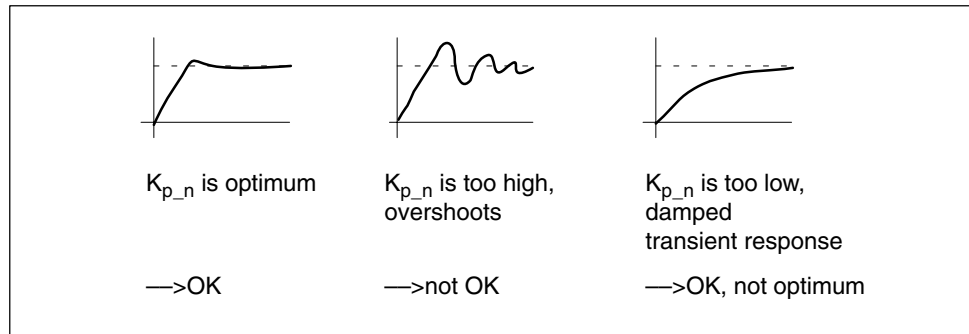 K_p_n is optimum
——>OK
K_p_n is too high,
overshoots
——>not OK
K_p_n is too low,
damped
transient response
——>OK, not optimum